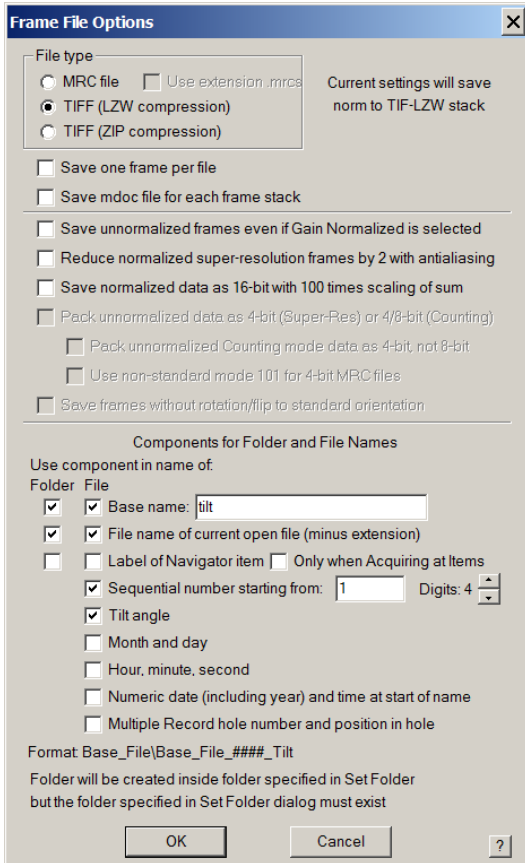 Frame File Options
File type
MRC file Use extension .mrcs
TIFF (LZW compression)
TIFF (ZIP compression)
Current settings will save
norm to TIF-LZW stack
Save one frame per file
Save mdoc file for each frame stack
Save unnormalized frames even if Gain Normalized is selected
Reduce normalized super-resolution frames by 2 with antialiasing
Save normalized data as 16-bit with 100 times scaling of sum
Pack unnormalized data as 4-bit (Super-Res) or 4/8-bit (Counting)
Pack unnormalized Counting mode data as 4-bit, not 8-bit
Use non-standard mode 101 for 4-bit MRC files
Save frames without rotation/flip to standard orientation
Components for Folder and File Names
Use component in name of:
Folder File
Base name: tilt
File name of current open file (minus extension)
Label of Navigator item Only when Acquiring at Items
Sequential number starting from: 1 Digits: 4
Tilt angle
Month and day
Hour, minute, second
Numeric date (including year) and time at start of name
Multiple Record hole number and position in hole
Format: Base_File\Base_File_####_Tilt
Folder will be created inside folder specified in Set Folder
but the folder specified in Set Folder dialog must exist
OK Cancel ?